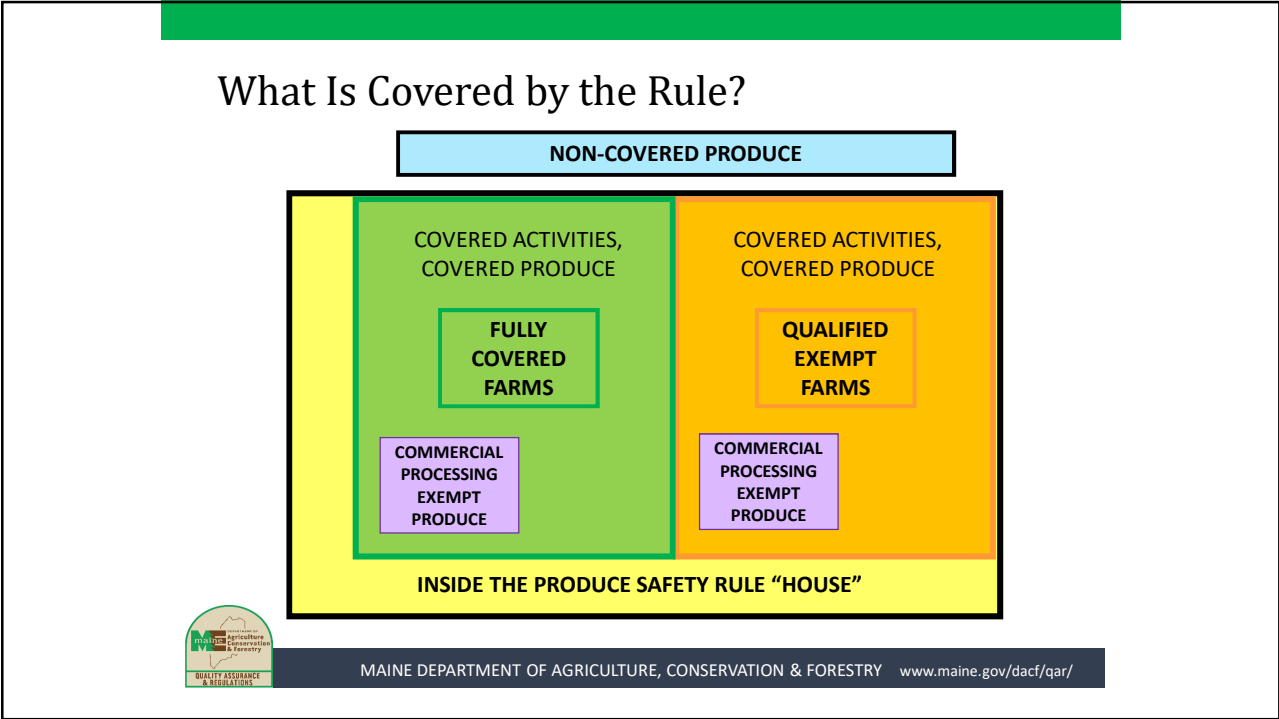 What Is Covered by the Rule?
NON-COVERED PRODUCE
COVERED ACTIVITIES,
COVERED PRODUCE
FULLY
COVERED
FARMS
COMMERCIAL
PROCESSING
EXEMPT
PRODUCE
COVERED ACTIVITIES,
COVERED PRODUCE
QUALIFIED
EXEMPT
FARMS
COMMERCIAL
PROCESSING
EXEMPT
PRODUCE
INSIDE THE PRODUCE SAFETY RULE “HOUSE”
DEPARTMENT OF
maine Agriculture
Conservation
& Forestry
QUALITY ASSURANCE
& REGULATIONS
MAINE DEPARTMENT OF AGRICULTURE, CONSERVATION & FORESTRY www.maine.gov/dacf/qar/